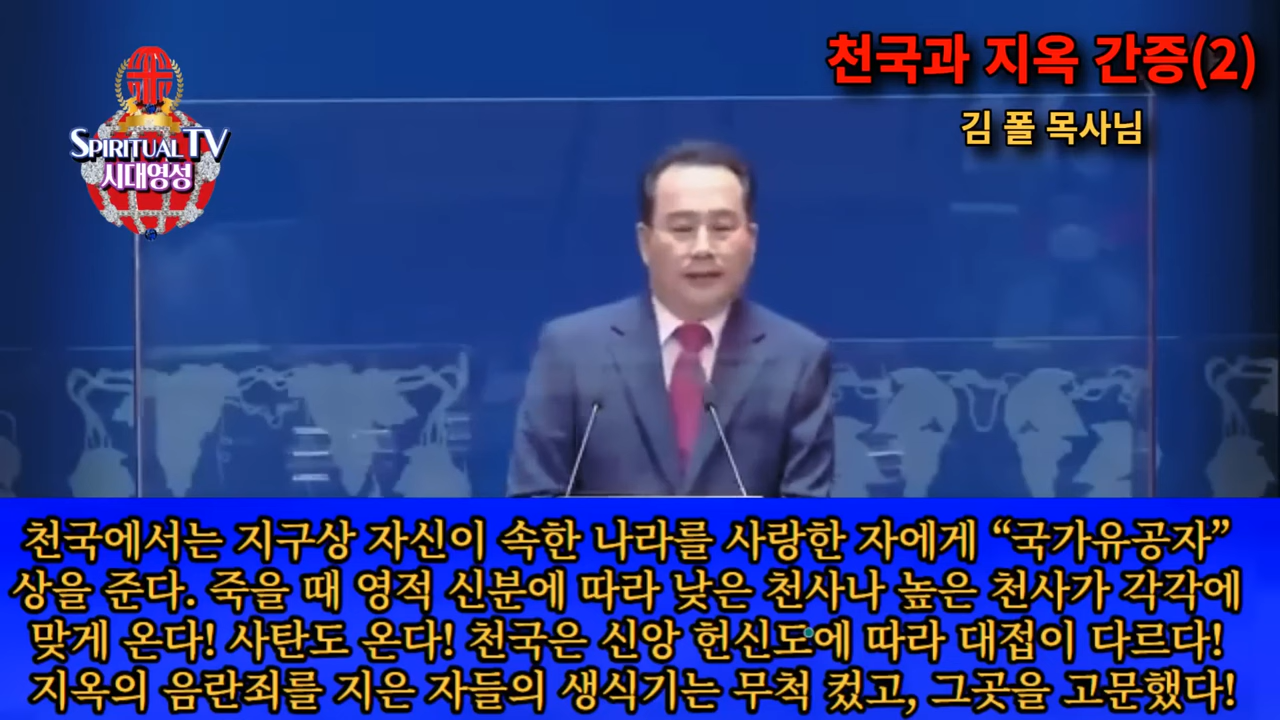 천국과 지옥 간증(2)
김 폴 목사님
SPIRITUAL TV
시대영성
천국에서는 지구상 자신이 속한 나라를 사랑한 자에게 “국가유공자”
상을 준다. 죽을 때 영적 신분에 따라 낮은 천사나 높은 천사가 각각에
맞게 온다! 사탄도 온다! 천국은 신앙 헌신도에 따라 대접이 다르다!
지옥의 음란죄를 지은 자들의 생식기는 무척 컸고, 그곳을 고문했다!